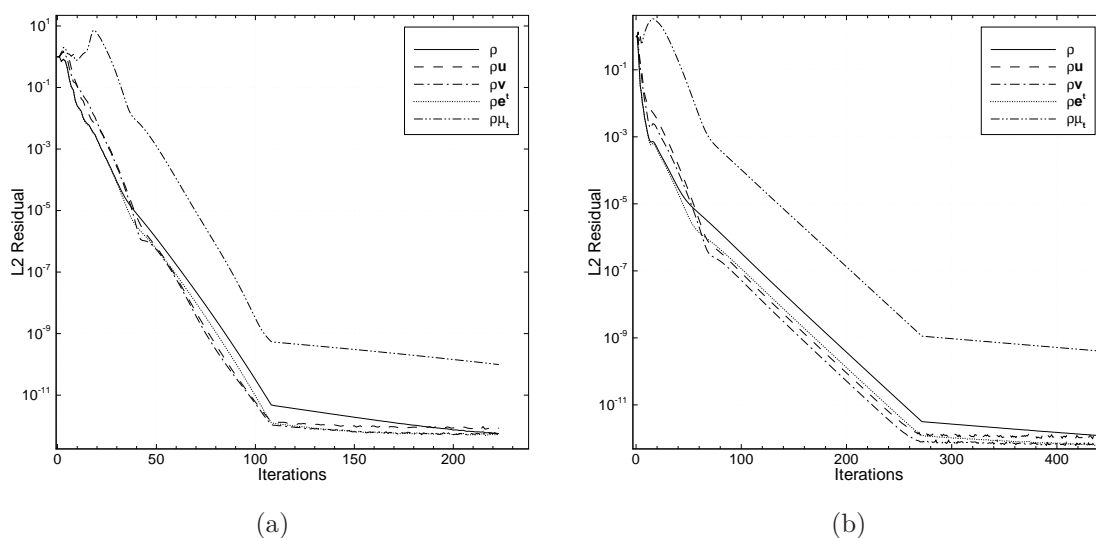 L2 Residual
10^1
10^-1
10^-3
10^-5
10^-7
10^-9
10^-11
0 50 100 150 200
Iterations
ρ
ρu
ρv
ρe^t
ρμ_t
(a)
L2 Residual
10^1
10^-1
10^-3
10^-5
10^-7
10^-9
10^-11
0 100 200 300 400
Iterations
ρ
ρu
ρv
ρe^t
ρμ_t
(b)